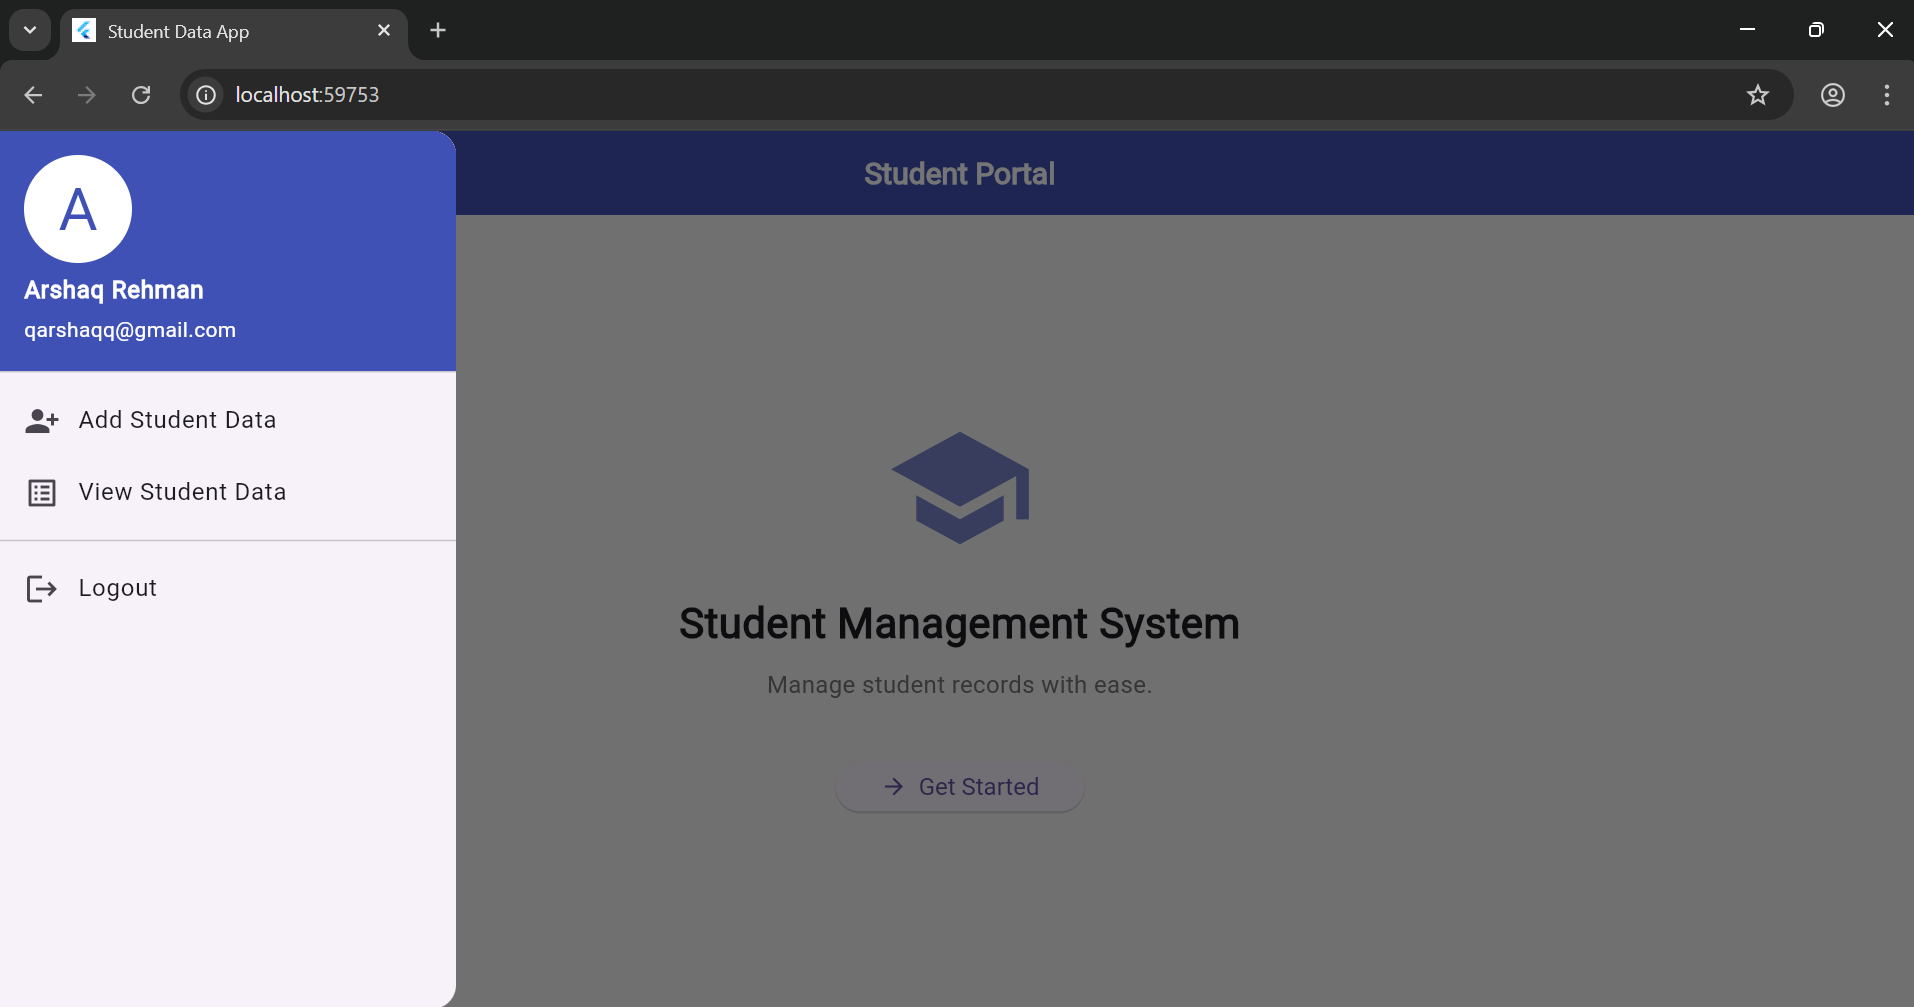 Student Data App
localhost:59753
A
Arshaq Rehman
qarshaqq@gmail.com
Add Student Data
View Student Data
Logout
Student Portal
Student Management System
Manage student records with ease.
Get Started